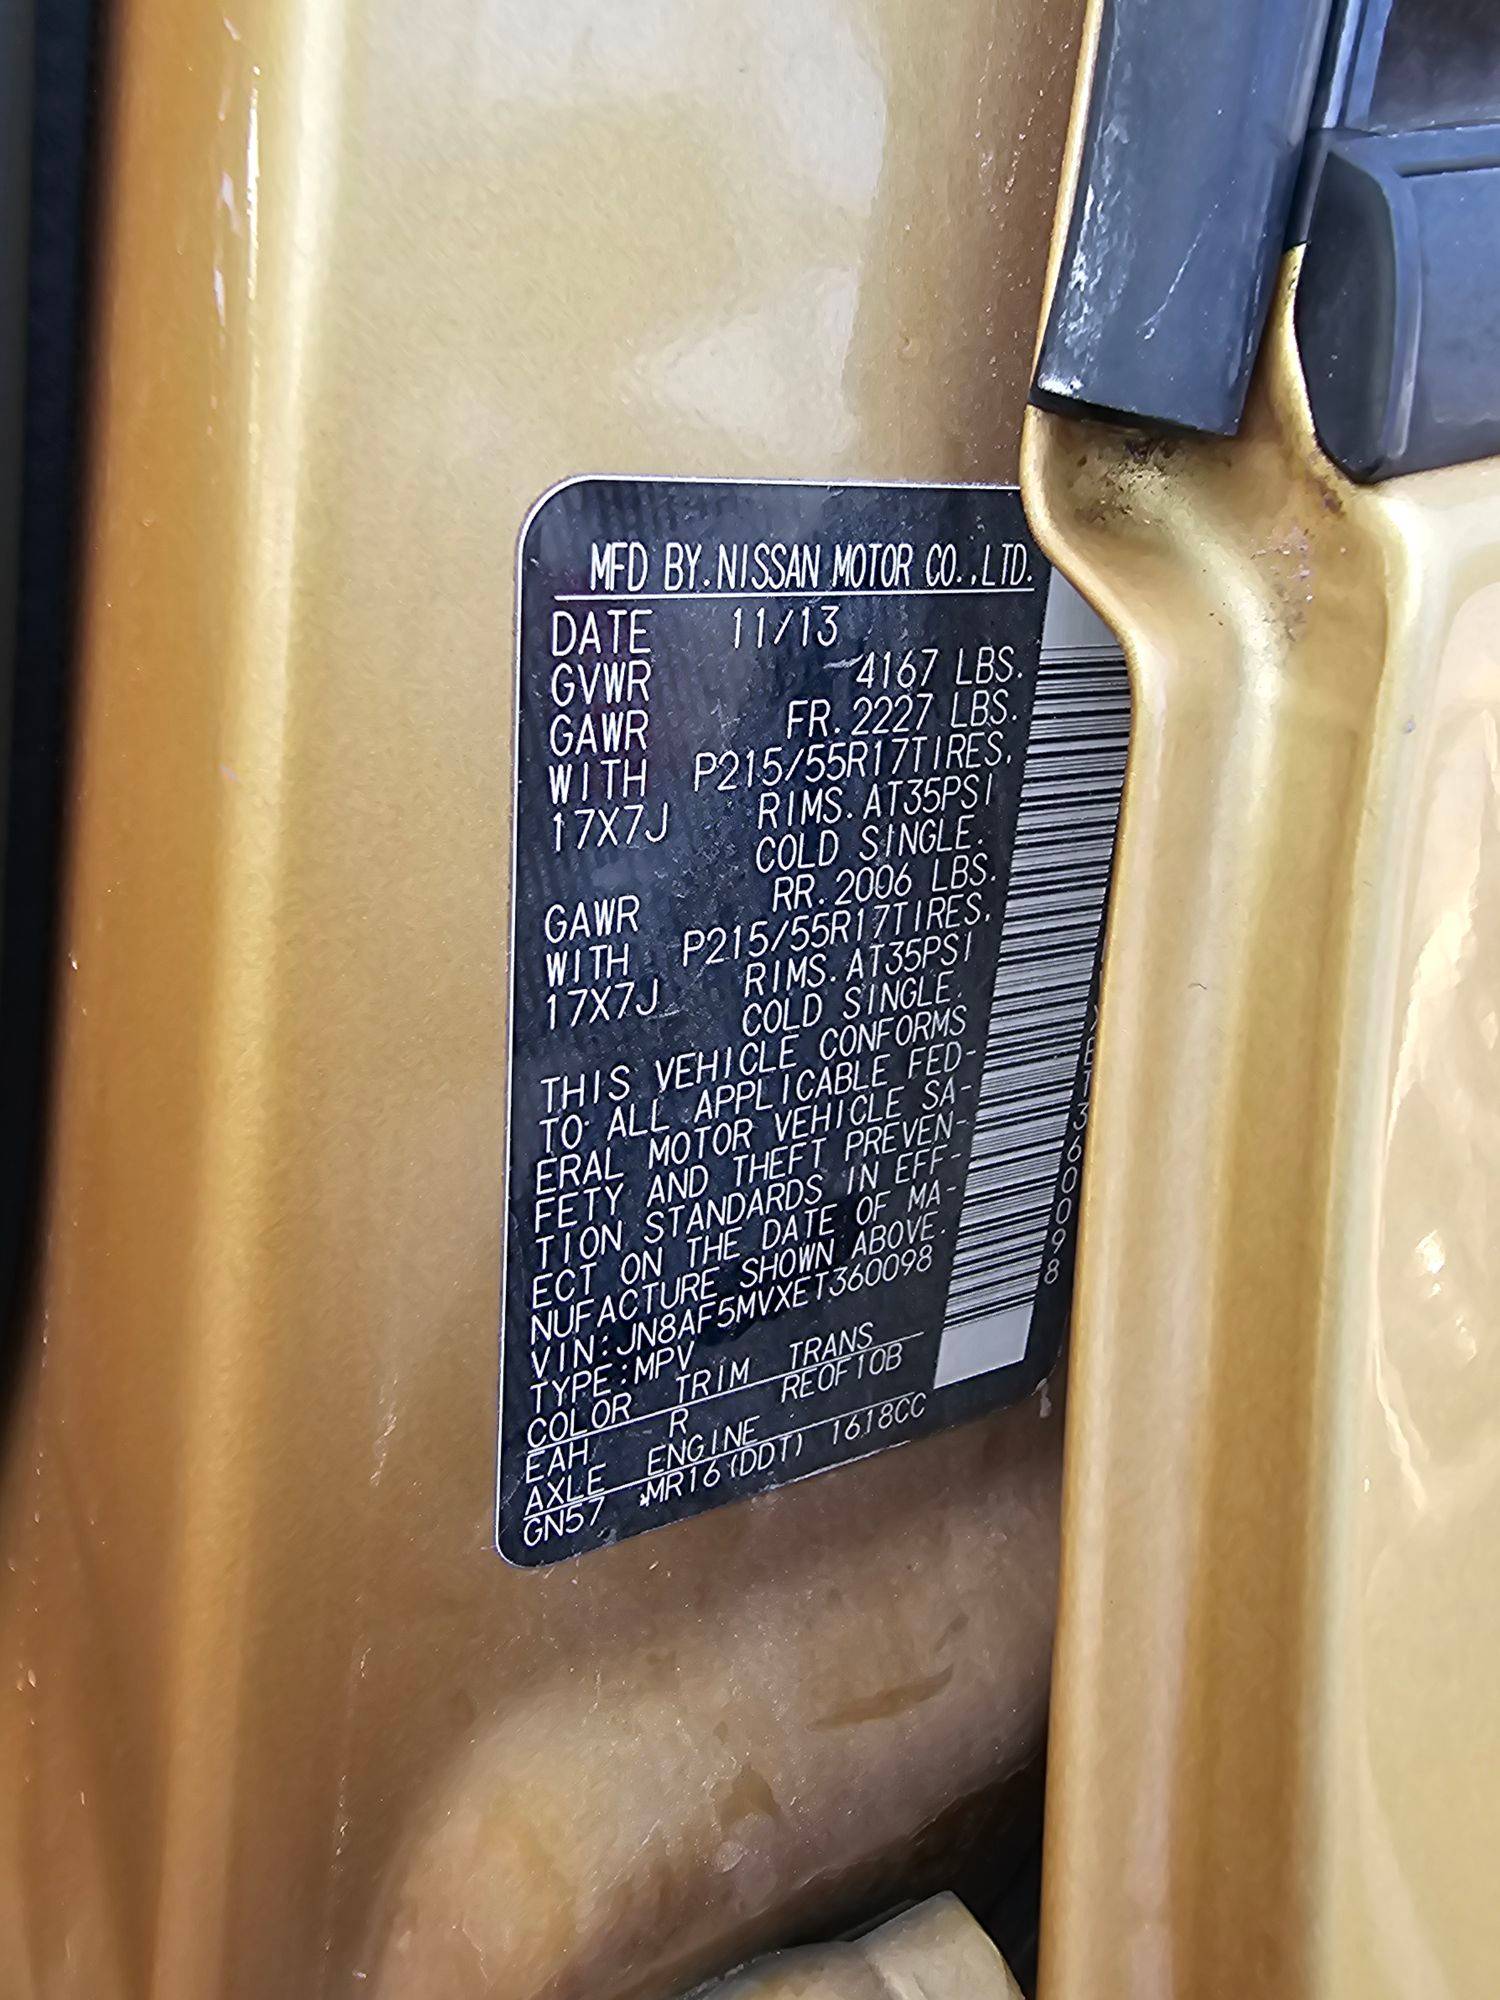 MFD BY.NISSAN MOTOR CO.,LTD.
DATE 11/13
GVWR 4167 LBS.
GAWR FR.2227 LBS.
WITH P215/55R17TIRES,
17X7J RIMS.AT35PSI
COLD SINGLE.
GAWR RR.2006 LBS.
WITH P215/55R17TIRES,
17X7J RIMS.AT35PSI
COLD SINGLE.
THIS VEHICLE CONFORMS
TO ALL APPLICABLE FED-
ERAL MOTOR VEHICLE SA-
FETY AND THEFT PREVEN-
TION STANDARDS IN EFF-
ECT ON THE DATE OF MA-
NUFACTURE SHOWN ABOVE.
VIN:JN8AF5MVXET360098
TYPE:MPV
COLOR TRIM TRANS
EAH R RE0F10B
AXLE ENGINE
GN57 *MR16(DDT) 1618CC
XET360098